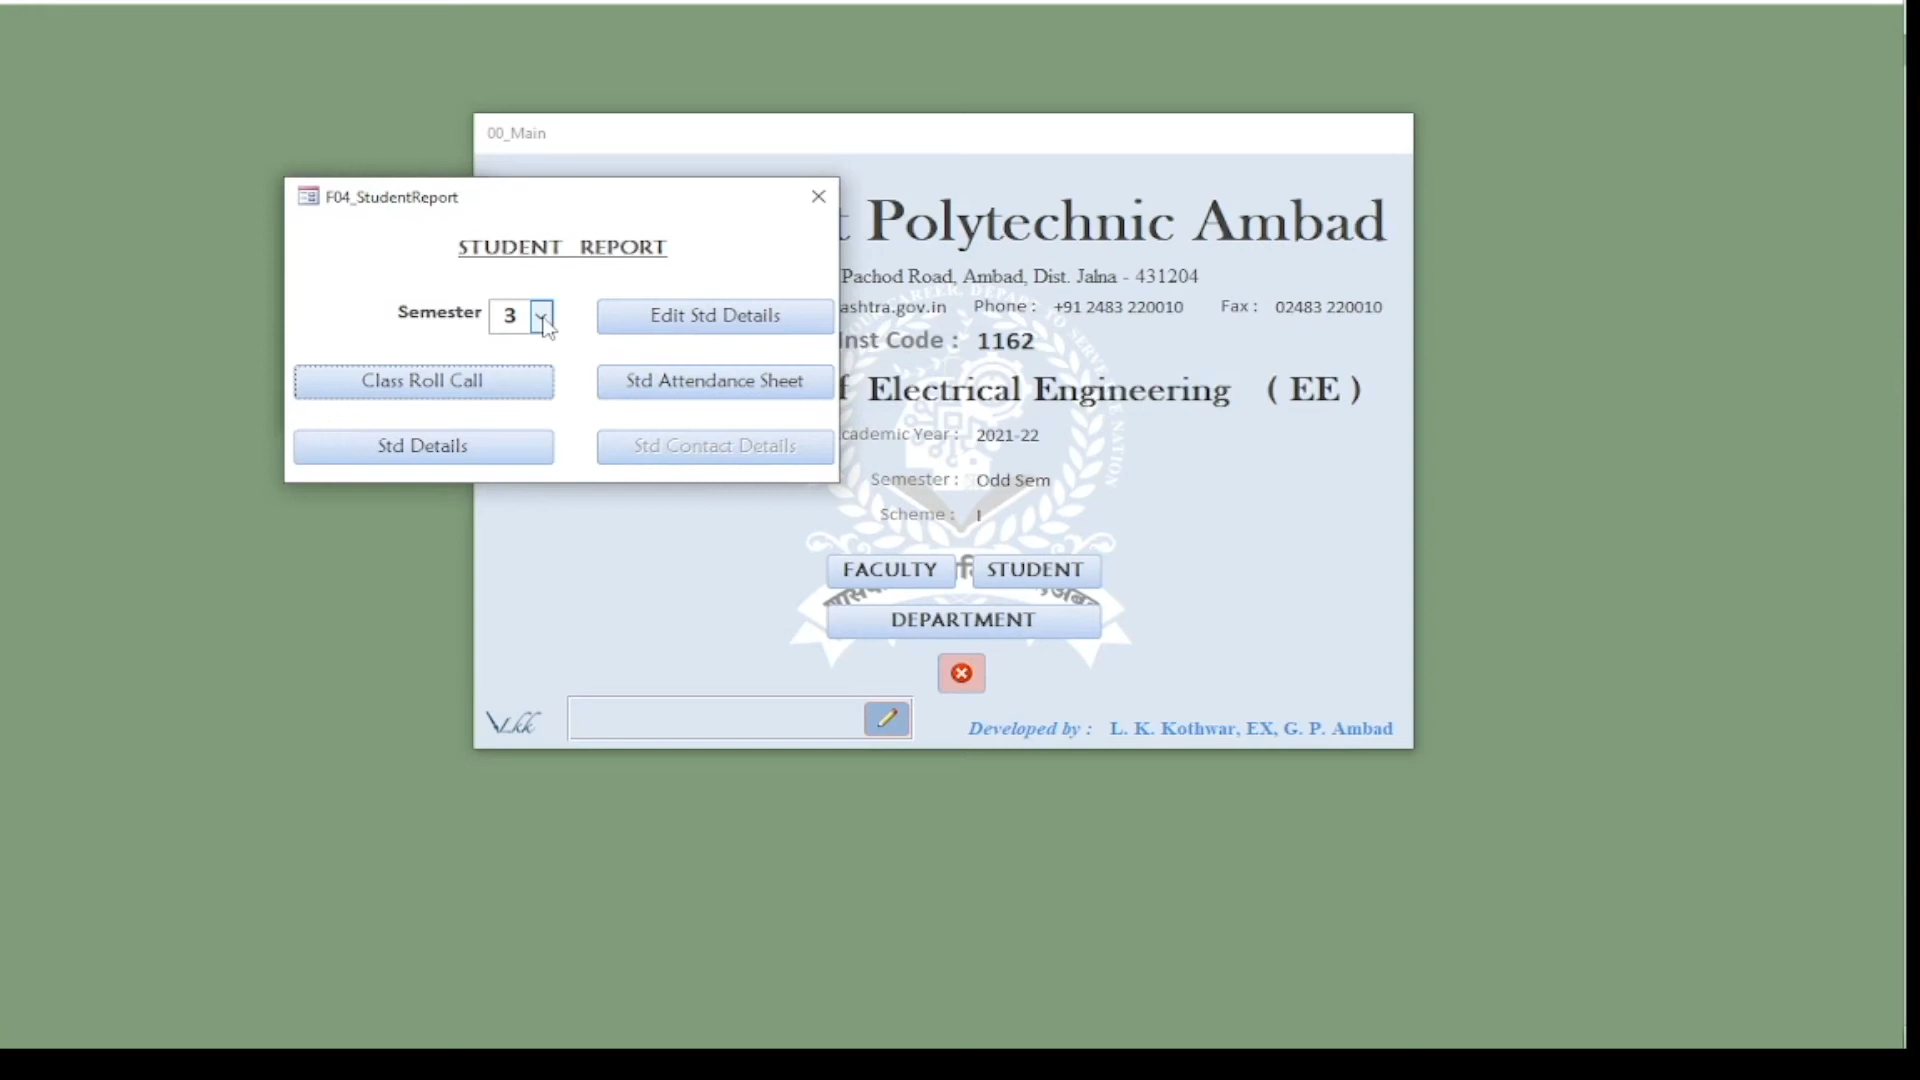 00_Main
F04_StudentReport
STUDENT REPORT
Semester 3
Edit Std Details
Class Roll Call
Std Attendance Sheet
Std Details
Std Contact Details
t Polytechnic Ambad
Pachod Road, Ambad, Dist. Jalna - 431204
ashtra.gov.in Phone : +91 2483 220010 Fax : 02483 220010
Inst Code : 1162
f Electrical Engineering ( EE )
cademic Year : 2021-22
Semester : Odd Sem
Scheme : I
FACULTY STUDENT
DEPARTMENT
Developed by : L. K. Kothwar, EX, G. P. Ambad